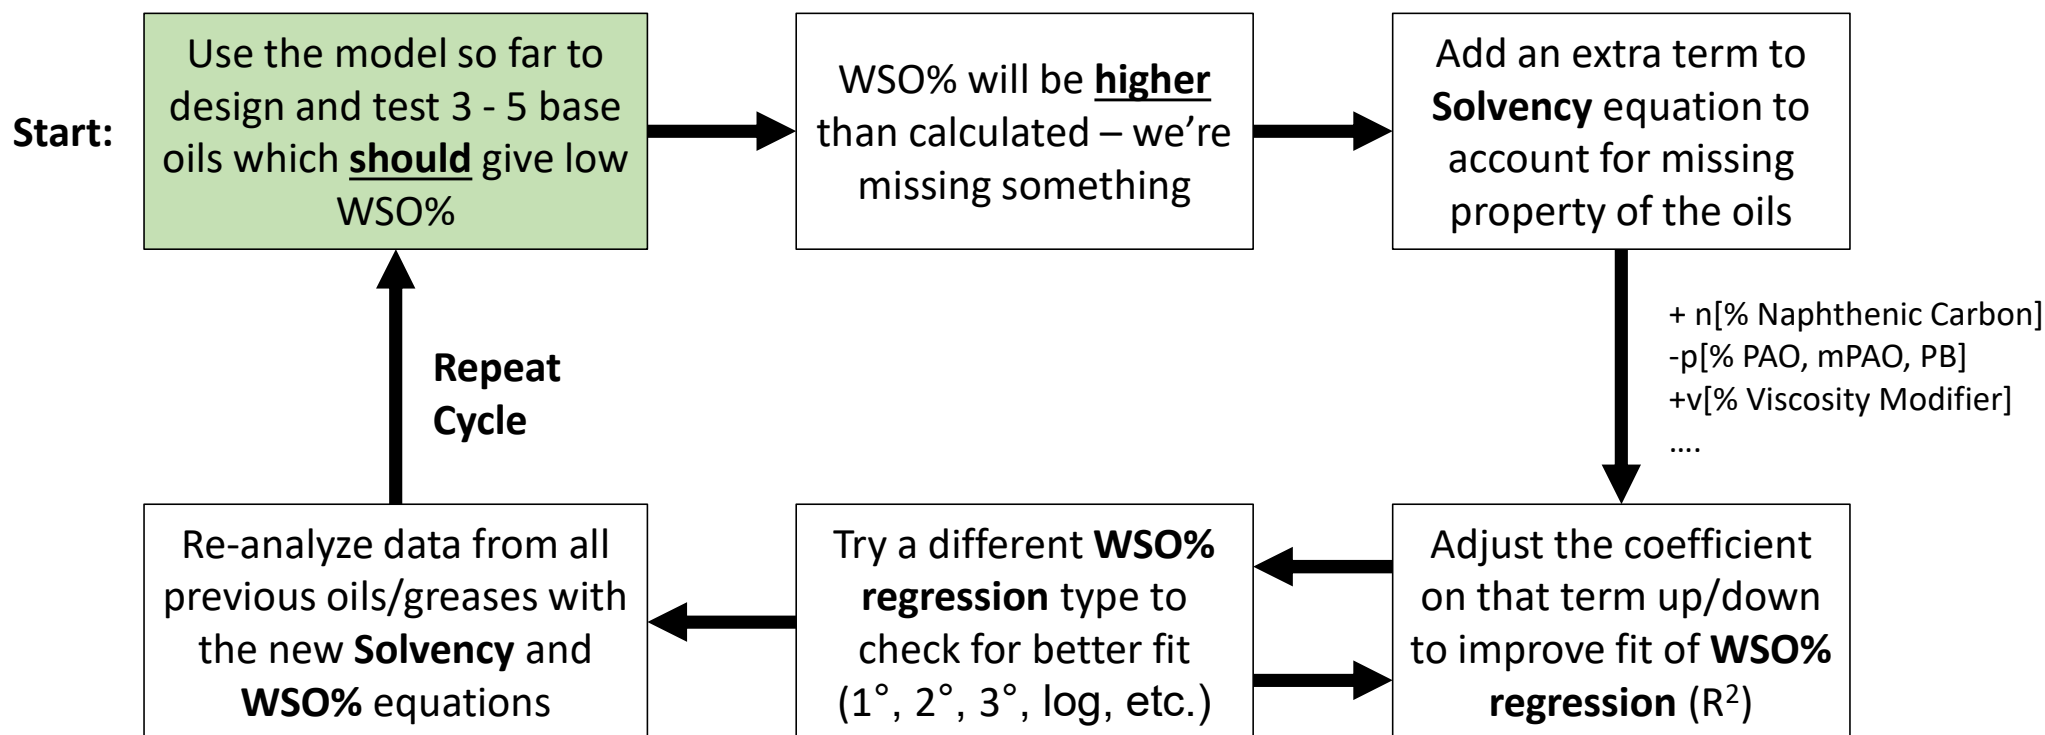 Start:
Use the model so far to
design and test 3 - 5 base
oils which should give low
WSO%
WSO% will be higher
than calculated – we’re
missing something
Add an extra term to
Solvency equation to
account for missing
property of the oils
+ n[% Naphthenic Carbon]
-p[% PAO, mPAO, PB]
+v[% Viscosity Modifier]
....
Adjust the coefficient
on that term up/down
to improve fit of WSO%
regression (R²)
Try a different WSO%
regression type to
check for better fit
(1°, 2°, 3°, log, etc.)
Re-analyze data from all
previous oils/greases with
the new Solvency and
WSO% equations
Repeat
Cycle